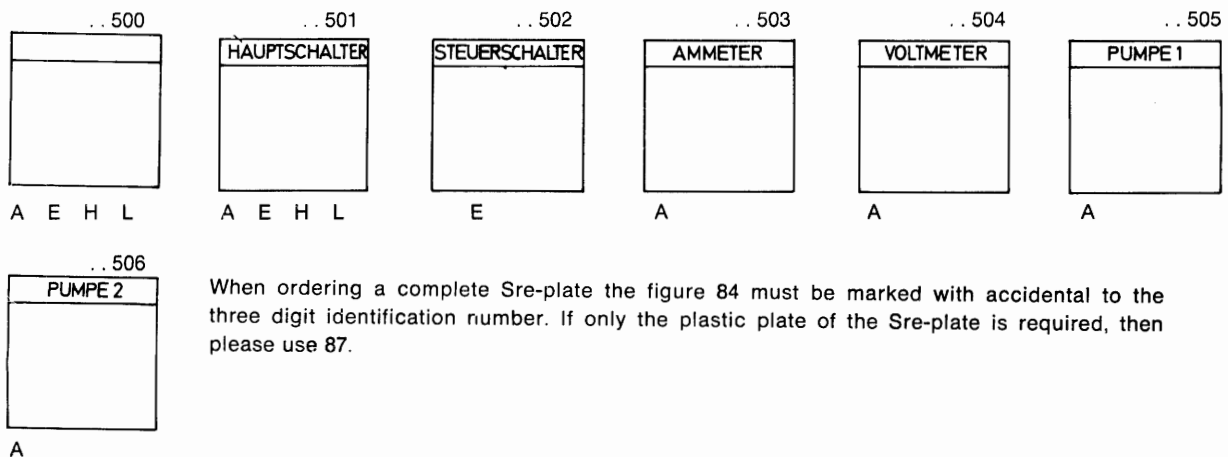 ..500 ..501 ..502 ..503 ..504 ..505
HAUPTSCHALTER STEUERSCHALTER AMMETER VOLTMETER PUMPE 1
A E H L A E H L E A A A
..506
PUMPE 2
When ordering a complete Sre-plate the figure 84 must be marked with accidental to the
three digit identification number. If only the plastic plate of the Sre-plate is required, then
please use 87.
A